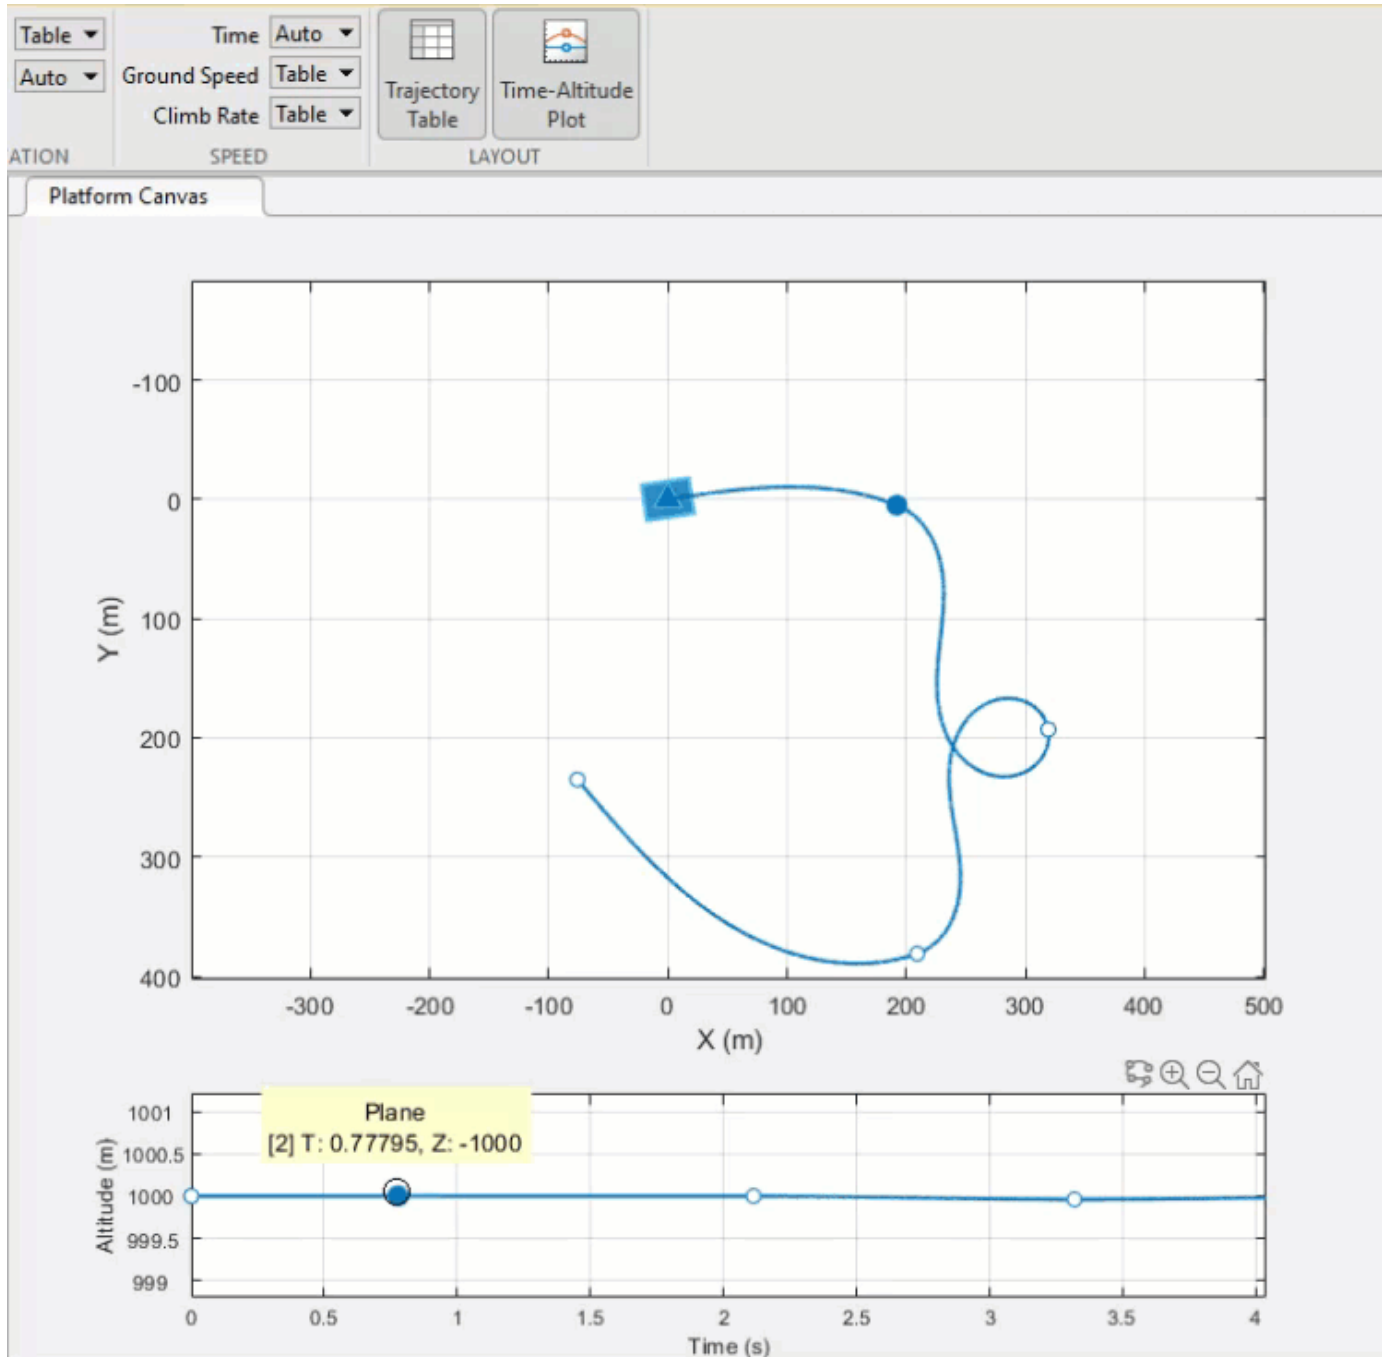 Table
Auto
Time Auto
Ground Speed Table
Climb Rate Table
Trajectory
Table
Time-Altitude
Plot
ATION
SPEED
LAYOUT
Platform Canvas
-100
0
100
200
300
400
Y (m)
-300 -200 -100 0 100 200 300 400 500
X (m)
Plane
[2] T: 0.77795, Z: -1000
1001
1000.5
1000
999.5
999
Altitude (m)
0 0.5 1 1.5 2 2.5 3 3.5 4
Time (s)